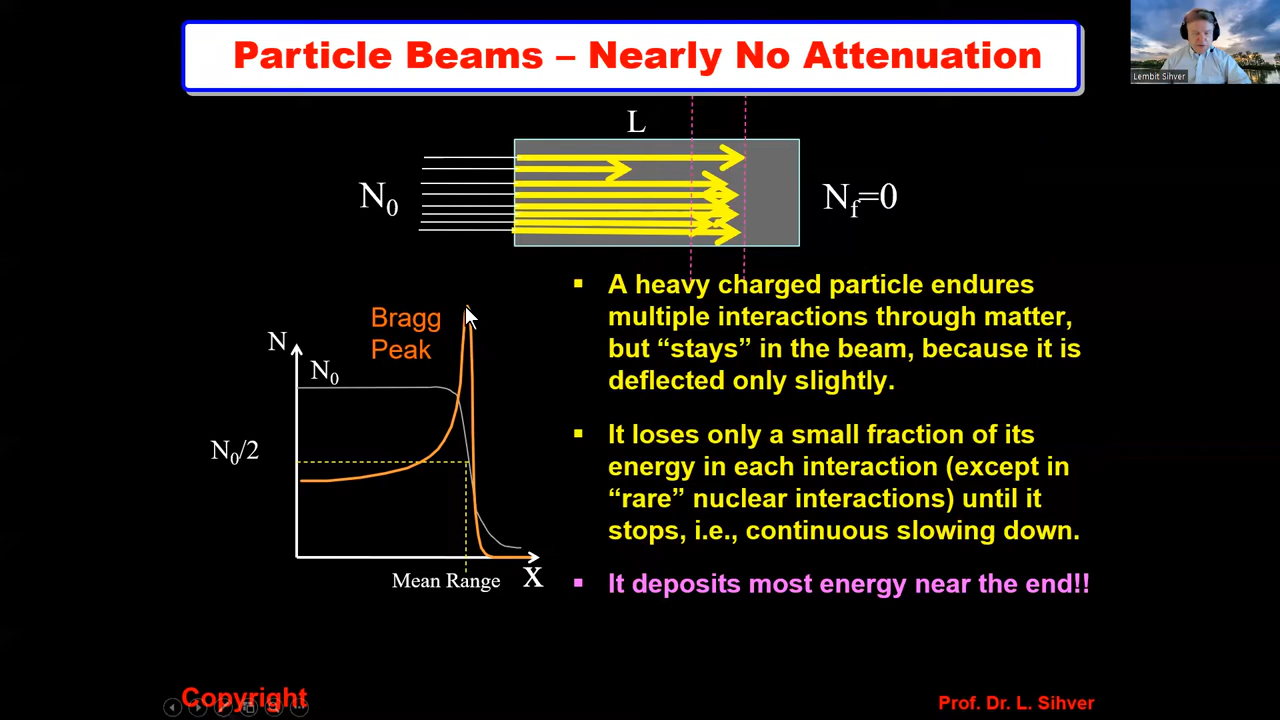 Particle Beams – Nearly No Attenuation
Lembit Sihver
L
N₀
Nf=0
Bragg
Peak
N
N₀
N₀/2
Mean Range
X
▪ A heavy charged particle endures
multiple interactions through matter,
but “stays” in the beam, because it is
deflected only slightly.
▪ It loses only a small fraction of its
energy in each interaction (except in
“rare” nuclear interactions) until it
stops, i.e., continuous slowing down.
▪ It deposits most energy near the end!!
Copyright
Prof. Dr. L. Sihver